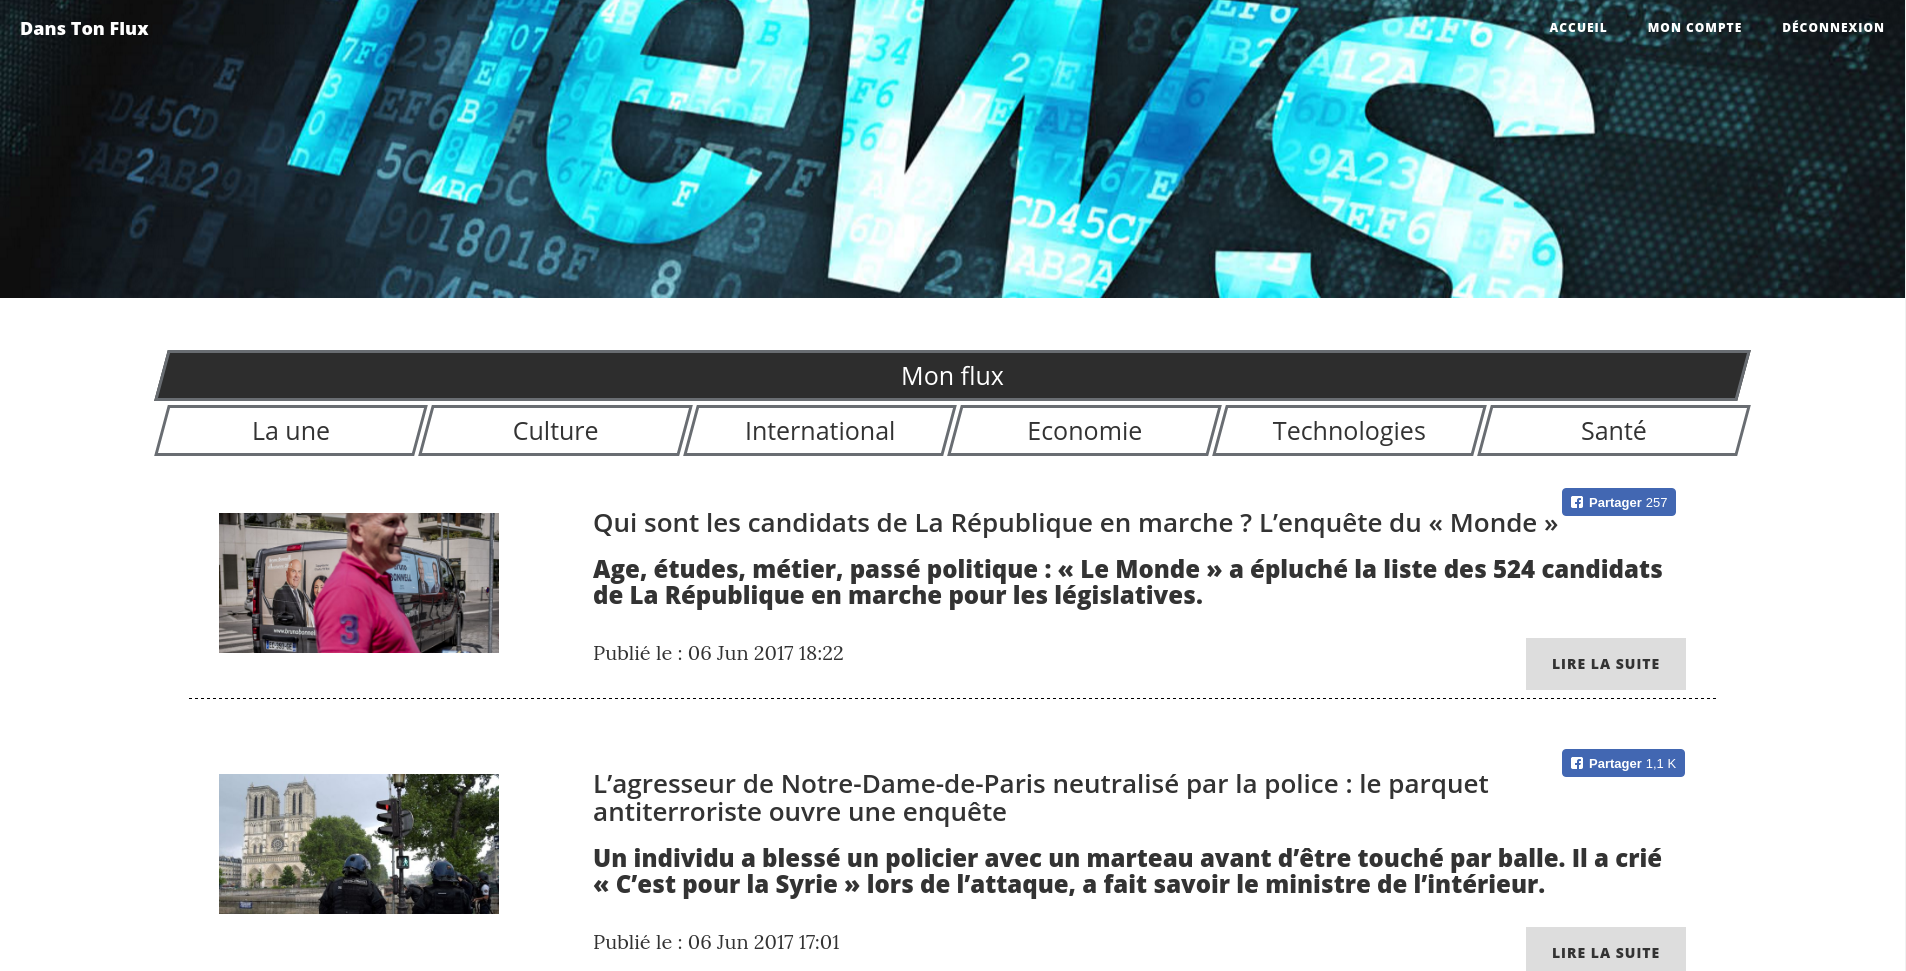 Dans Ton Flux
ACCUEIL
MON COMPTE
DÉCONNEXION
news
Mon flux
La une
Culture
International
Economie
Technologies
Santé
Partager 257
Qui sont les candidats de La République en marche ? L’enquête du « Monde »
Age, études, métier, passé politique : « Le Monde » a épluché la liste des 524 candidats
de La République en marche pour les législatives.
Publié le : 06 Jun 2017 18:22
LIRE LA SUITE
Partager 1,1 K
L’agresseur de Notre-Dame-de-Paris neutralisé par la police : le parquet
antiterroriste ouvre une enquête
Un individu a blessé un policier avec un marteau avant d’être touché par balle. Il a crié
« C’est pour la Syrie » lors de l’attaque, a fait savoir le ministre de l’intérieur.
Publié le : 06 Jun 2017 17:01
LIRE LA SUITE